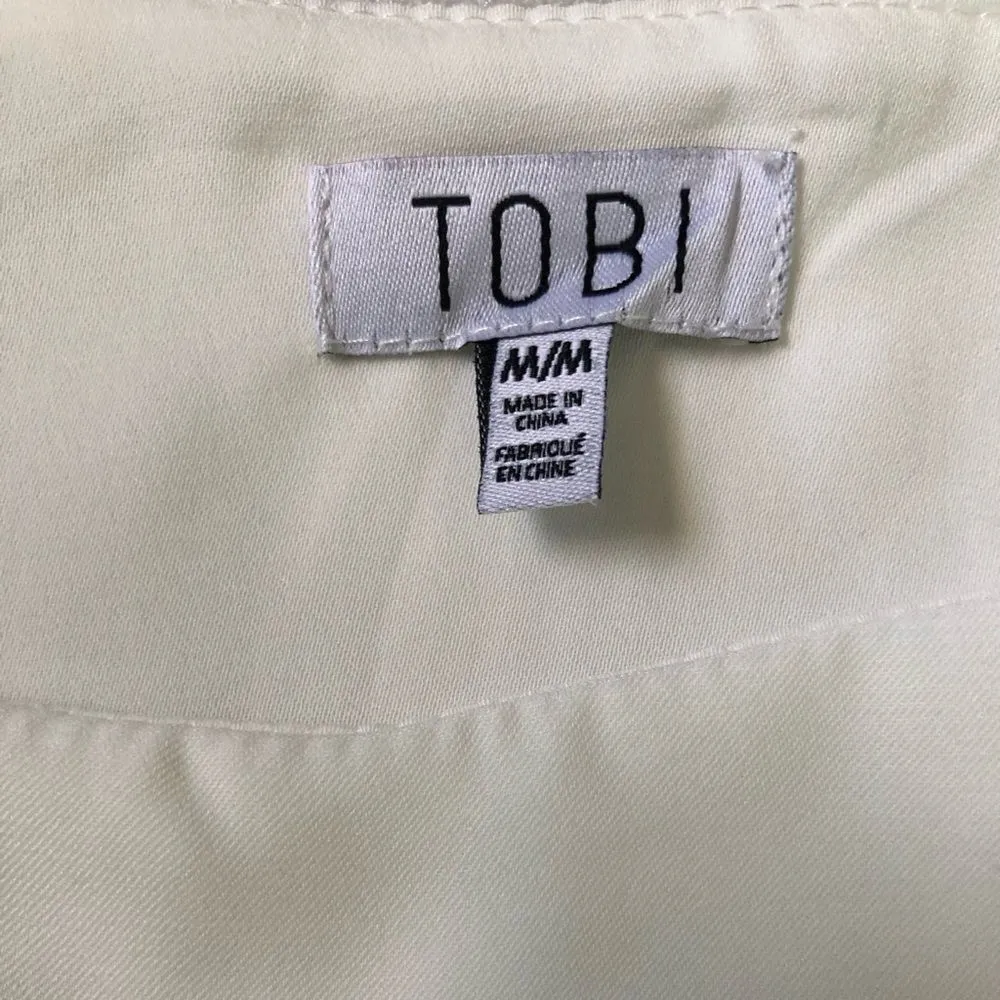 TOBI
M/M
MADE IN
CHINA
FABRIQUÉ
EN CHINE